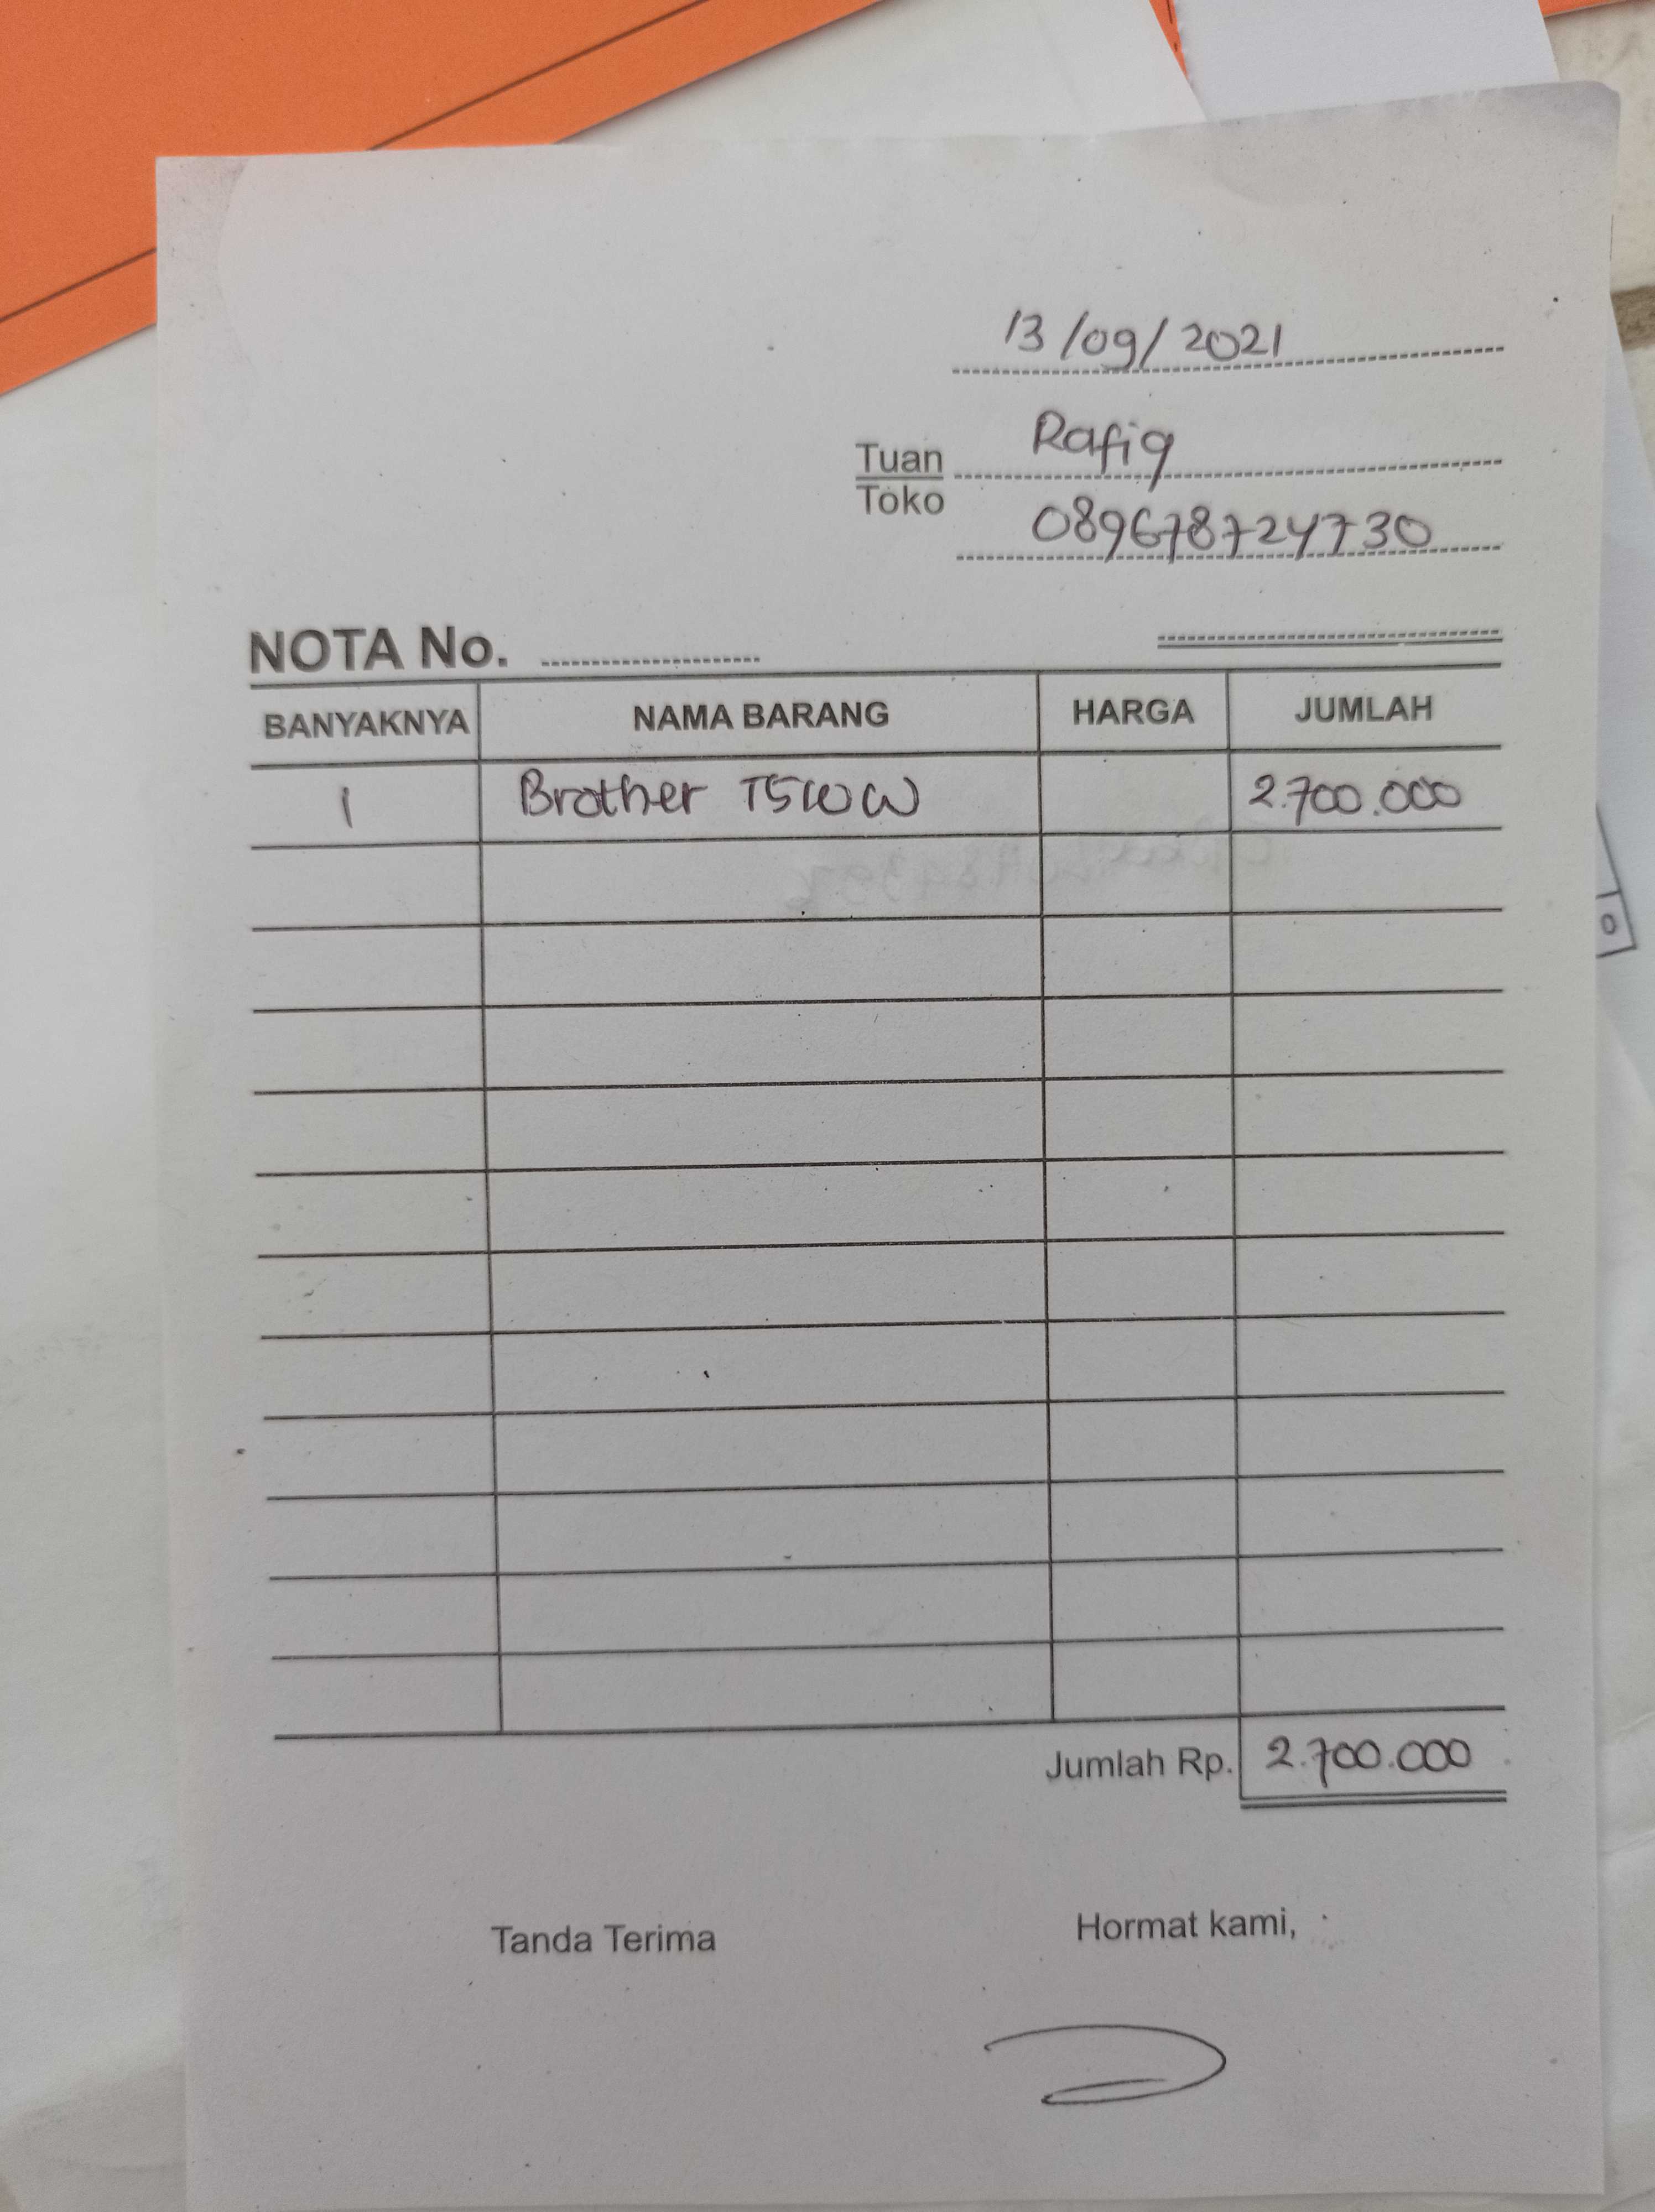 13/09/2021
Tuan Rafiq
Toko
089678724730
NOTA No.
BANYAKNYA NAMA BARANG HARGA JUMLAH
1 Brother T510W 2.700.000
Jumlah Rp. 2.700.000
Tanda Terima Hormat kami,